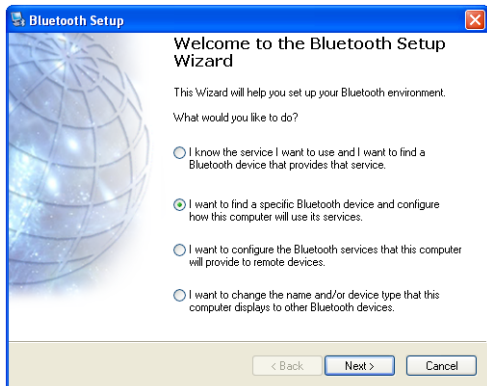 Bluetooth Setup
Welcome to the Bluetooth Setup
Wizard
This Wizard will help you set up your Bluetooth environment.
What would you like to do?
I know the service I want to use and I want to find a
Bluetooth device that provides that service.
I want to find a specific Bluetooth device and configure
how this computer will use its services.
I want to configure the Bluetooth services that this computer
will provide to remote devices.
I want to change the name and/or device type that this
computer displays to other Bluetooth devices.
< Back Next > Cancel